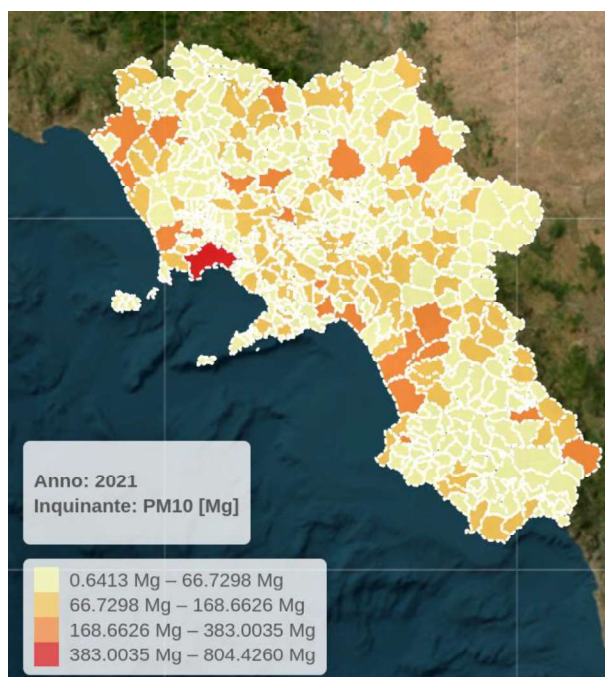 Anno: 2021
Inquinante: PM10 [Mg]
0.6413 Mg – 66.7298 Mg
66.7298 Mg – 168.6626 Mg
168.6626 Mg – 383.0035 Mg
383.0035 Mg – 804.4260 Mg